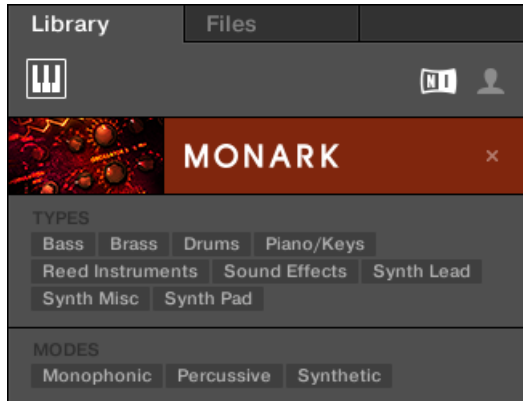 Library Files
NI
MONARK ×
TYPES
Bass Brass Drums Piano/Keys
Reed Instruments Sound Effects Synth Lead
Synth Misc Synth Pad
MODES
Monophonic Percussive Synthetic